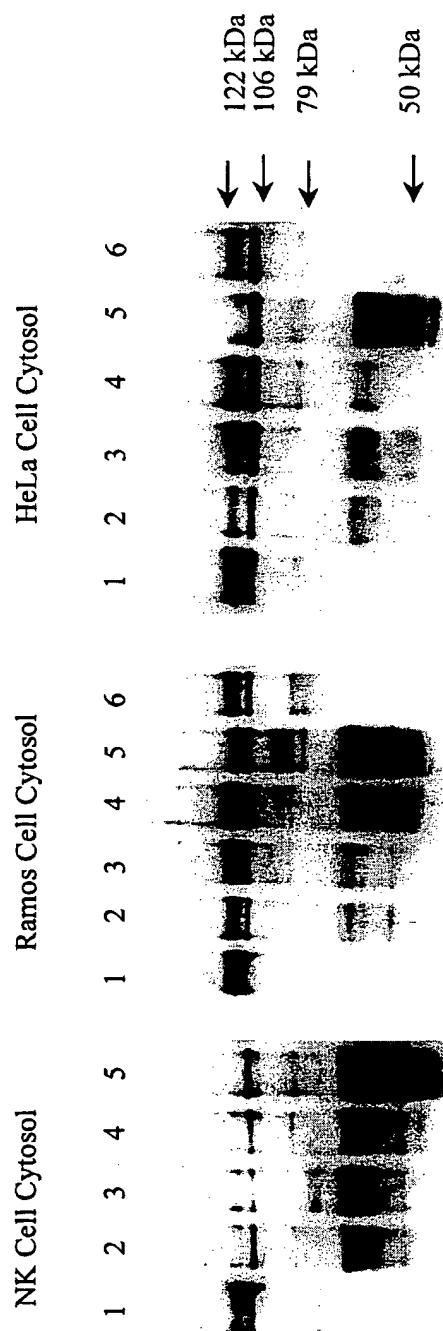 NK Cell Cytosol
1 2 3 4 5
Ramos Cell Cytosol
1 2 3 4 5 6
HeLa Cell Cytosol
1 2 3 4 5 6
122 kDa
106 kDa
79 kDa
50 kDa